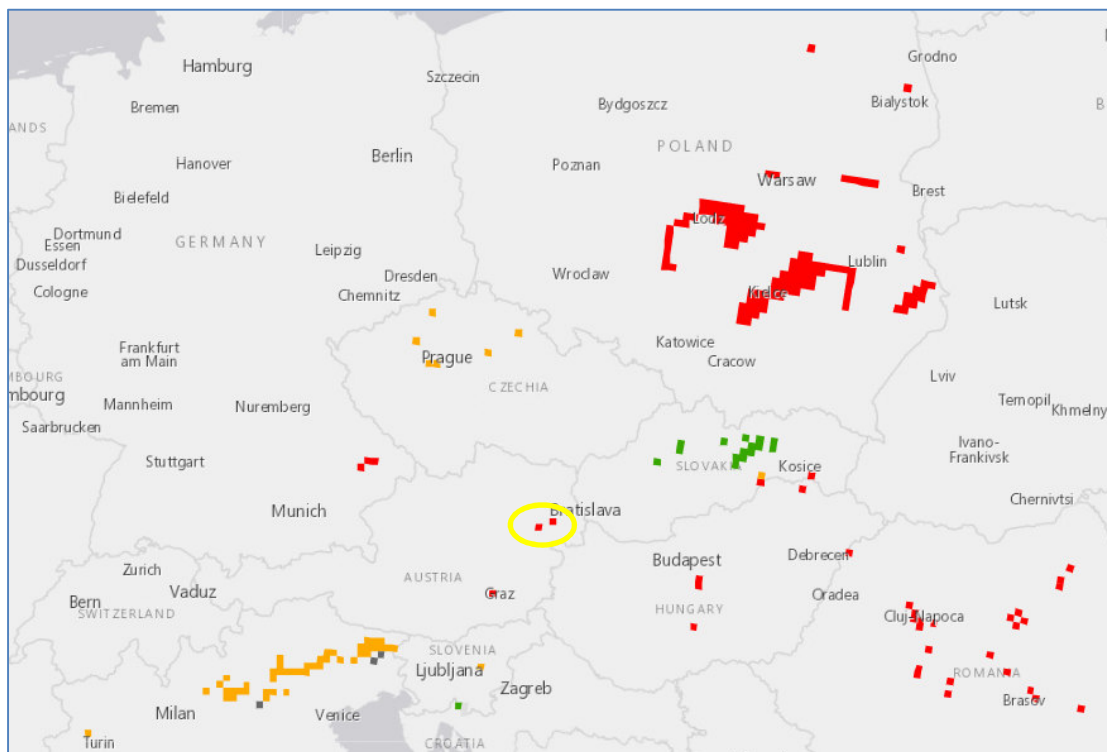 Hamburg
Szczecin
Grodno
Bialystok
Bydgoszcz
Bremen
ANDS
B
POLAND
Berlin
Hanover
Poznan
Warsaw
Brest
Bielefeld
Dortmund
Essen
Dusseldorf
GERMANY
Leipzig
Lodz
Lublin
Cologne
Dresden
Chemnitz
Wroclaw
Kielce
Lutsk
Frankfurt
am Main
Prague
Katowice
Cracow
Lviv
MBOURG
mbourg
CZECHIA
Mannheim
Nuremberg
Ternopil
Khmelny
Saarbrucken
Stuttgart
SLOVAKIA
Kosice
Ivano-
Frankivsk
Chernivtsi
Munich
Bratislava
Budapest
Debrecen
Zurich
Vaduz
AUSTRIA
Bern
SWITZERLAND
Graz
HUNGARY
Oradea
Cluj-Napoca
SLOVENIA
Ljubljana
Zagreb
ROMANIA
Brasov
Milan
Venice
Turin
CROATIA